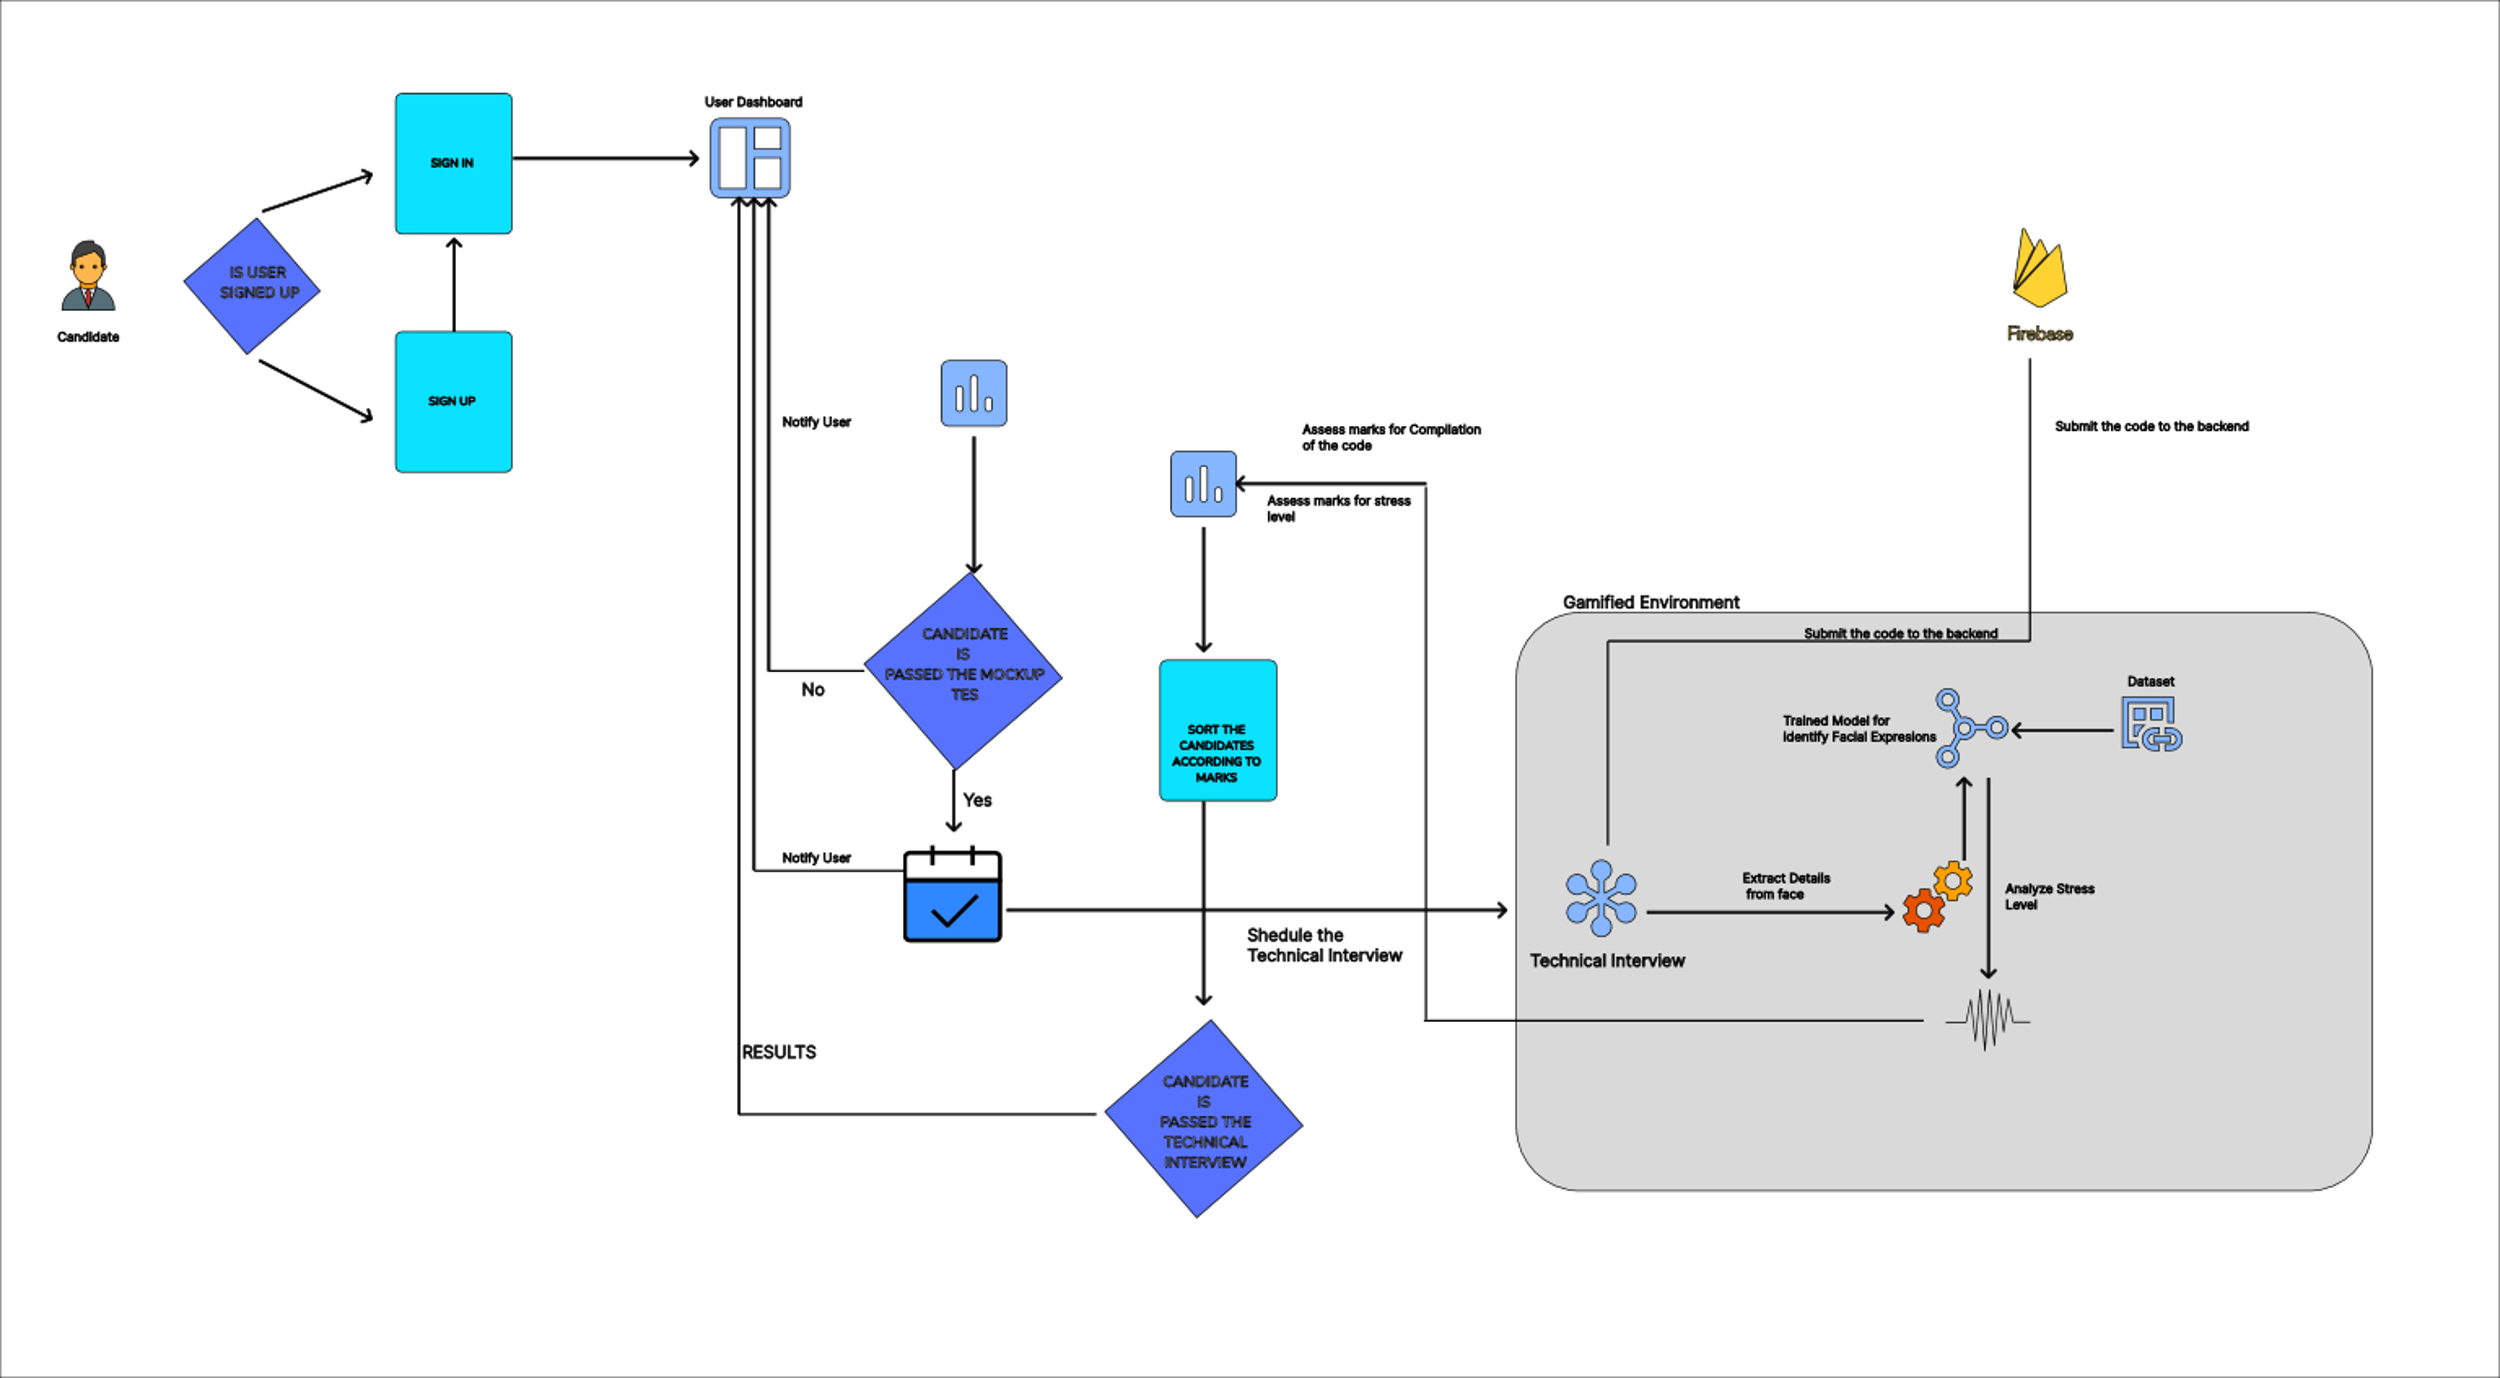 User Dashboard
SIGN IN
IS USER
SIGNED UP
Candidate
SIGN UP
Firebase
Notify User
Assess marks for Compilation
of the code
Submit the code to the backend
Assess marks for stress
level
Gamified Environment
Submit the code to the backend
CANDIDATE
IS
PASSED THE MOCKUP
TES
No
Dataset
Trained Model for
Identify Facial Expresions
SORT THE
CANDIDATES
ACCORDING TO
MARKS
Yes
Notify User
Extract Details
from face
Analyze Stress
Level
Shedule the
Technical Interview
Technical Interview
RESULTS
CANDIDATE
IS
PASSED THE
TECHNICAL
INTERVIEW